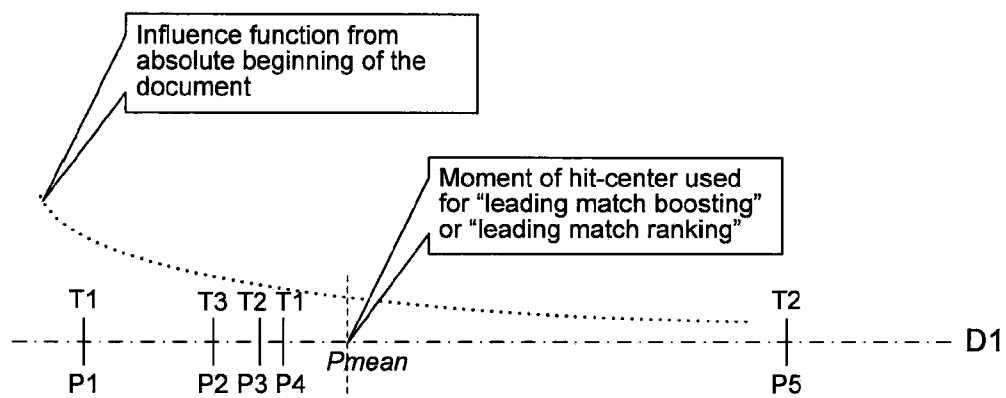 Influence function from
absolute beginning of the
document
Moment of hit-center used
for “leading match boosting”
or “leading match ranking”
T1 T3 T2 T1 T2
D1
Pmean
P1 P2 P3 P4 P5